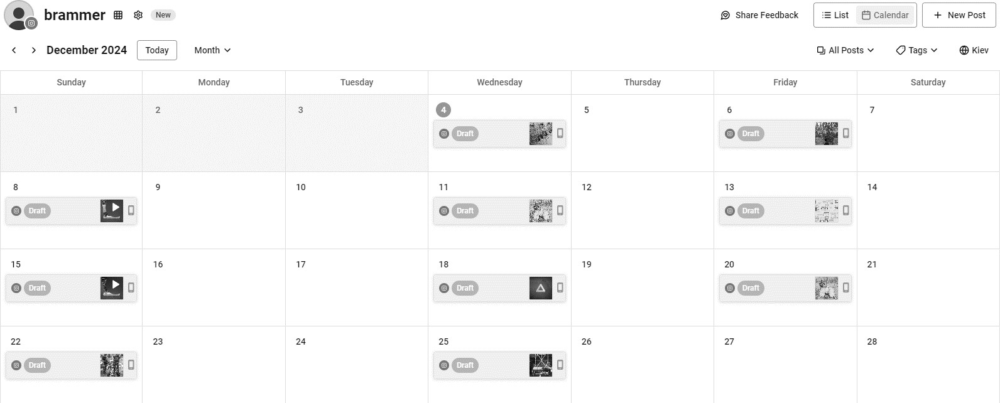 brammer New Share Feedback List Calendar New Post
December 2024 Today Month All Posts Tags Kiev
Sunday Monday Tuesday Wednesday Thursday Friday Saturday
1 2 3 4 5 6 7
Draft Draft
8 9 10 11 12 13 14
Draft Draft Draft
15 16 17 18 19 20 21
Draft Draft Draft
22 23 24 25 26 27 28
Draft Draft